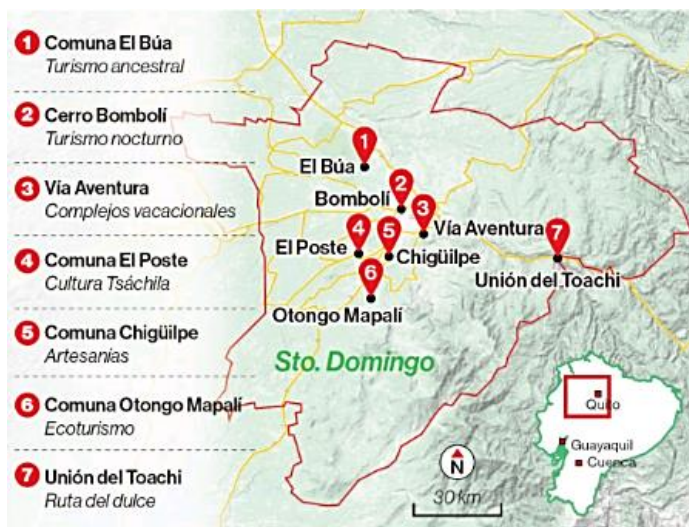 1 Comuna El Búa
Turismo ancestral
2 Cerro Bombolí
Turismo nocturno
3 Vía Aventura
Complejos vacacionales
4 Comuna El Poste
Cultura Tsáchila
5 Comuna Chigüilpe
Artesanías
6 Comuna Otongo Mapalí
Ecoturismo
7 Unión del Toachi
Ruta del dulce
1
El Búa
2
Bombolí
3
Vía Aventura
4
El Poste
5
Chigüilpe
6
Otongo Mapalí
7
Unión del Toachi
Sto. Domingo
N
30 km
Quito
Guayaquil
Cuenca